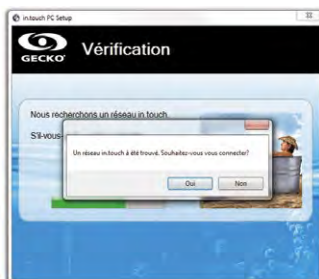 in.touch PC Setup
GECKO
Vérification
Nous recherchons un réseau in.touch.
S'il-vous-
Un réseau in.touch à été trouvé. Souhaitez-vous vous connecter?
Oui
Non